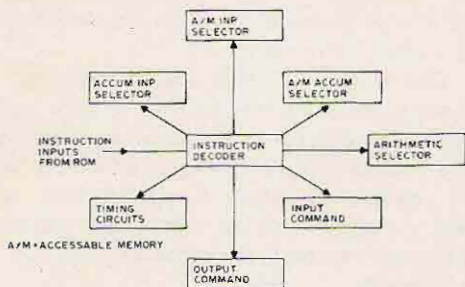 A/M INP
SELECTOR
ACCUM INP
SELECTOR
A/M ACCUM
SELECTOR
INSTRUCTION
INPUTS
FROM ROM
INSTRUCTION
DECODER
ARITHMETIC
SELECTOR
TIMING
CIRCUITS
INPUT
COMMAND
A/M=ACCESSABLE MEMORY
OUTPUT
COMMAND